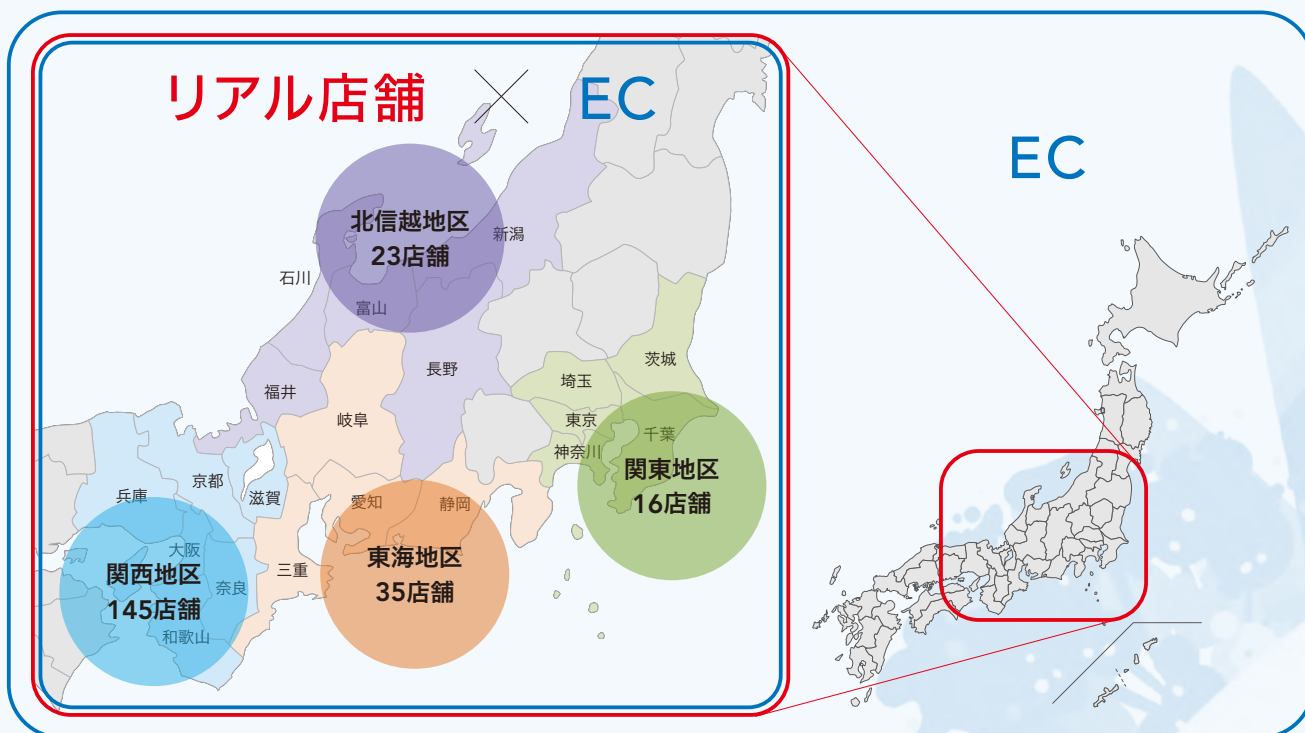 リアル店舗 × EC
EC
北信越地区
23店舗
新潟
石川
富山
長野
福井
岐阜
茨城
埼玉
東京
千葉
神奈川
関東地区
16店舗
京都
滋賀
兵庫
愛知
静岡
大阪
関西地区
145店舗
奈良
和歌山
三重
東海地区
35店舗